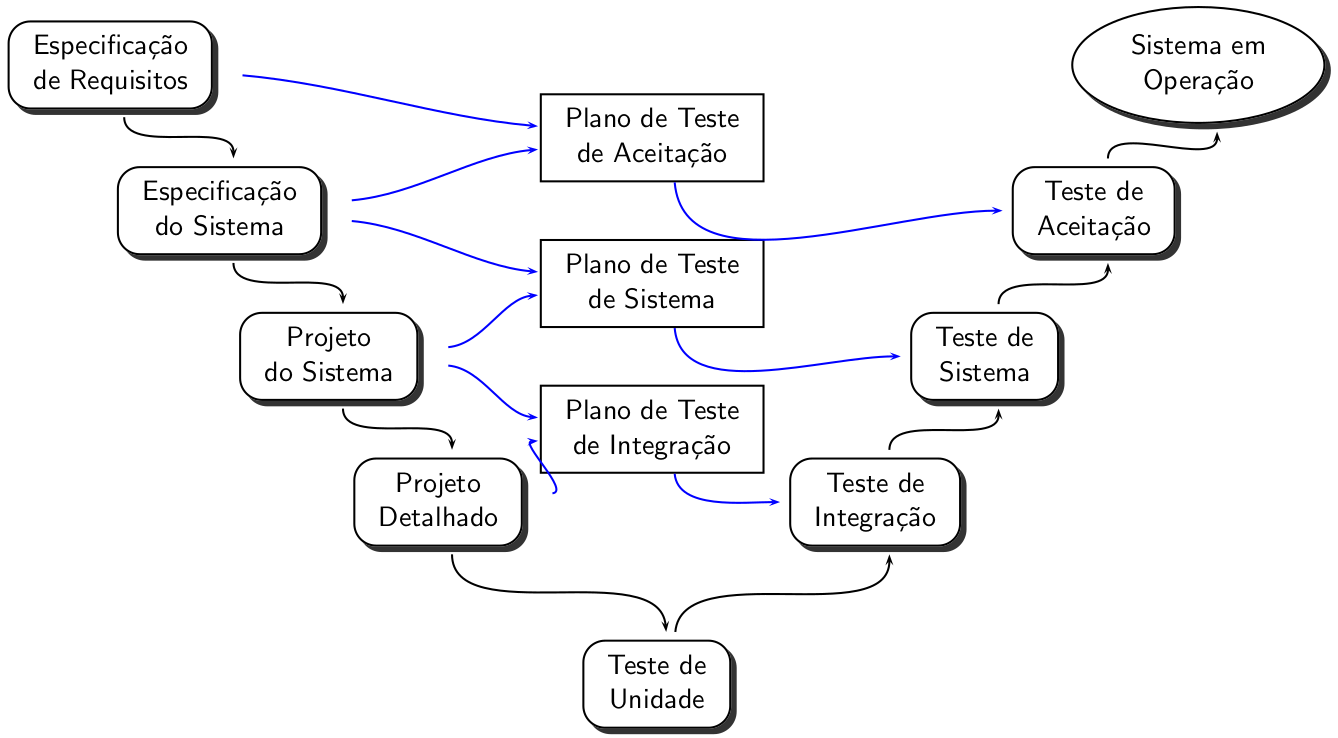 Especificação
de Requisitos
Sistema em
Operação
Plano de Teste
de Aceitação
Especificação
do Sistema
Teste de
Aceitação
Plano de Teste
de Sistema
Projeto
do Sistema
Teste de
Sistema
Plano de Teste
de Integração
Projeto
Detalhado
Teste de
Integração
Teste de
Unidade